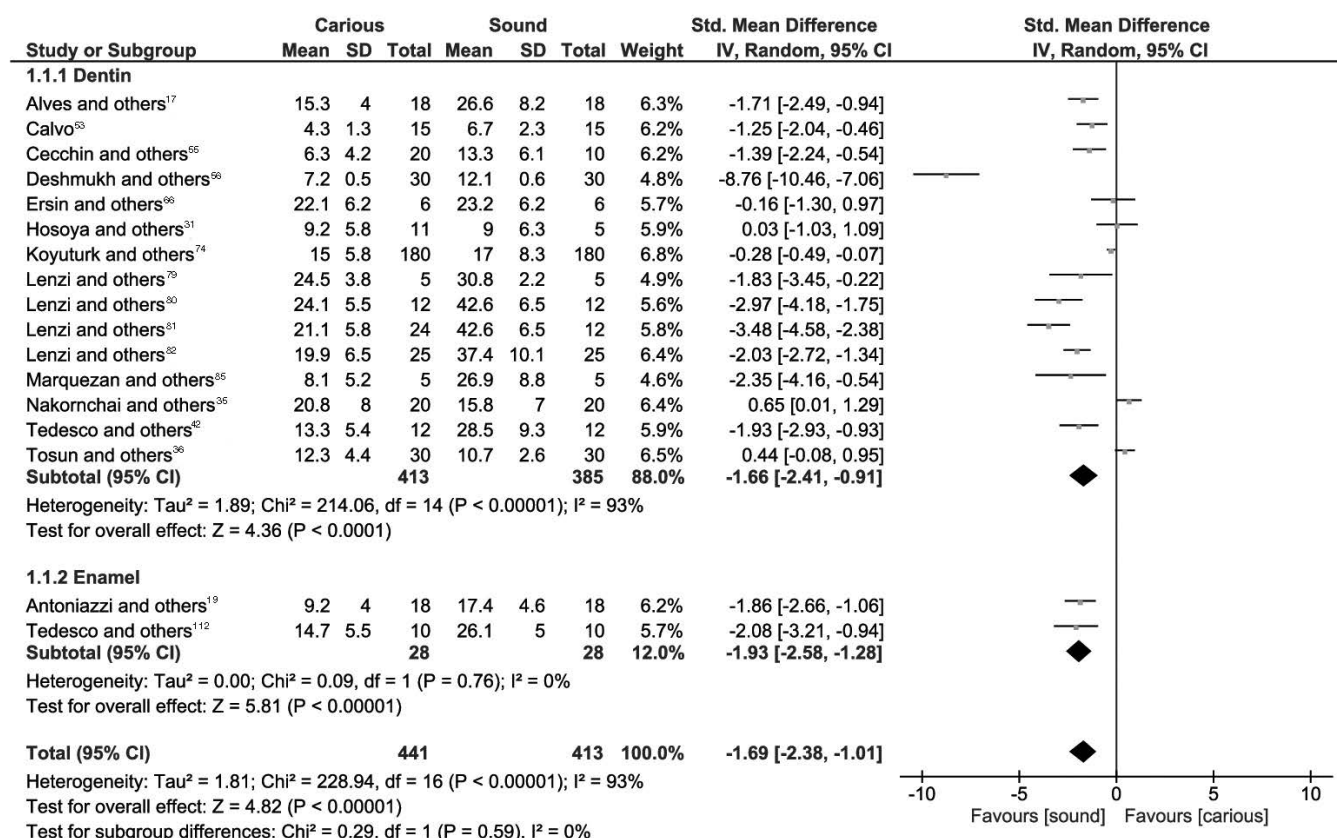 Carious Sound Std. Mean Difference Std. Mean Difference
Study or Subgroup Mean SD Total Mean SD Total Weight IV, Random, 95% CI IV, Random, 95% CI
1.1.1 Dentin
Alves and others¹⁷ 15.3 4 18 26.6 8.2 18 6.3% -1.71 [-2.49, -0.94]
Calvo⁵³ 4.3 1.3 15 6.7 2.3 15 6.2% -1.25 [-2.04, -0.46]
Cecchin and others⁵⁵ 6.3 4.2 20 13.3 6.1 10 6.2% -1.39 [-2.24, -0.54]
Deshmukh and others⁵⁶ 7.2 0.5 30 12.1 0.6 30 4.8% -8.76 [-10.46, -7.06]
Ersin and others⁶⁶ 22.1 6.2 6 23.2 6.2 6 5.7% -0.16 [-1.30, 0.97]
Hosoya and others³¹ 9.2 5.8 11 9 6.3 5 5.9% 0.03 [-1.03, 1.09]
Koyuturk and others⁷⁴ 15 5.8 180 17 8.3 180 6.8% -0.28 [-0.49, -0.07]
Lenzi and others⁷⁹ 24.5 3.8 5 30.8 2.2 5 4.9% -1.83 [-3.45, -0.22]
Lenzi and others⁸⁰ 24.1 5.5 12 42.6 6.5 12 5.5% -2.97 [-4.18, -1.75]
Lenzi and others⁸¹ 21.1 5.8 24 42.6 6.5 12 5.8% -3.48 [-4.58, -2.38]
Lenzi and others⁸² 19.9 6.5 25 37.4 10.1 25 6.4% -2.03 [-2.72, -1.34]
Marquezan and others⁸⁵ 8.1 5.2 5 26.9 8.8 5 4.6% -2.35 [-4.16, -0.54]
Nakornchai and others³⁵ 20.8 8 20 15.8 7 20 6.4% 0.65 [0.01, 1.29]
Tedesco and others⁴² 13.3 5.4 12 28.5 9.3 12 5.9% -1.93 [-2.93, -0.93]
Tosun and others³⁶ 12.3 4.4 30 10.7 2.6 30 6.5% 0.44 [-0.08, 0.95]
Subtotal (95% CI) 413 385 88.0% -1.66 [-2.41, -0.91]
Heterogeneity: Tau² = 1.89; Chi² = 214.06, df = 14 (P < 0.00001); I² = 93%
Test for overall effect: Z = 4.36 (P < 0.0001)
1.1.2 Enamel
Antoniazzi and others¹⁹ 9.2 4 18 17.4 4.6 18 6.2% -1.86 [-2.66, -1.06]
Tedesco and others¹¹² 14.7 5.5 10 26.1 5 10 5.7% -2.08 [-3.21, -0.94]
Subtotal (95% CI) 28 28 12.0% -1.93 [-2.58, -1.28]
Heterogeneity: Tau² = 0.00; Chi² = 0.09, df = 1 (P = 0.76); I² = 0%
Test for overall effect: Z = 5.81 (P < 0.00001)
Total (95% CI) 441 413 100.0% -1.69 [-2.38, -1.01]
Heterogeneity: Tau² = 1.81; Chi² = 228.94, df = 16 (P < 0.00001); I² = 93%
Test for overall effect: Z = 4.82 (P < 0.00001)
Test for subgroup differences: Chi² = 0.29, df = 1 (P = 0.59), I² = 0%
-10 -5 0 5 10
Favours [sound] Favours [carious]